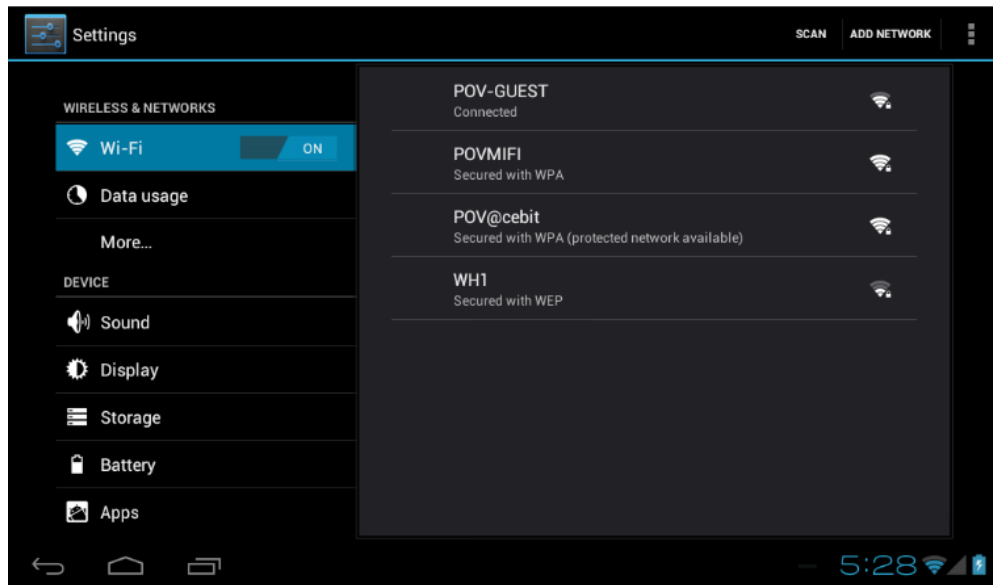 Settings
SCAN
ADD NETWORK
WIRELESS & NETWORKS
Wi-Fi
ON
Data usage
More...
DEVICE
Sound
Display
Storage
Battery
Apps
POV-GUEST
Connected
POVMIFI
Secured with WPA
POV@cebit
Secured with WPA (protected network available)
WH1
Secured with WEP
5:28